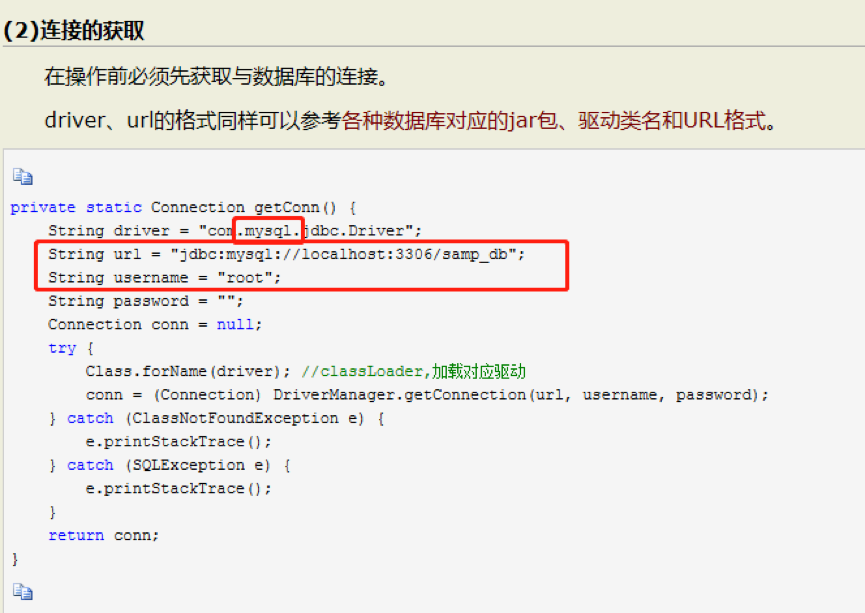 (2)连接的获取
在操作前必须先获取与数据库的连接。
driver、url的格式同样可以参考各种数据库对应的jar包、驱动类名和URL格式。
private static Connection getConn() {
    String driver = "com.mysql.jdbc.Driver";
    String url = "jdbc:mysql://localhost:3306/samp_db";
    String username = "root";
    String password = "";
    Connection conn = null;
    try {
        Class.forName(driver); //classLoader,加载对应驱动
        conn = (Connection) DriverManager.getConnection(url, username, password);
    } catch (ClassNotFoundException e) {
        e.printStackTrace();
    } catch (SQLException e) {
        e.printStackTrace();
    }
    return conn;
}